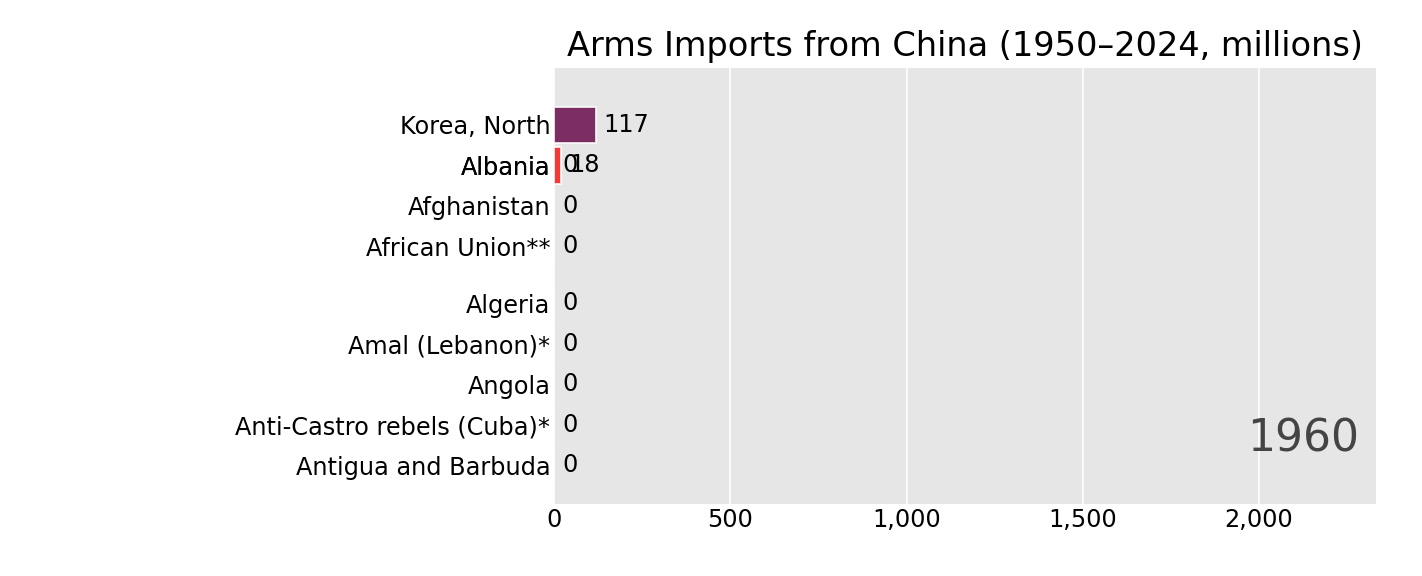 Arms Imports from China (1950–2024, millions)
Korea, North 117
Albania 0 18
Afghanistan 0
African Union** 0
Algeria 0
Amal (Lebanon)* 0
Angola 0
Anti-Castro rebels (Cuba)* 0
Antigua and Barbuda 0
1960
0 500 1,000 1,500 2,000